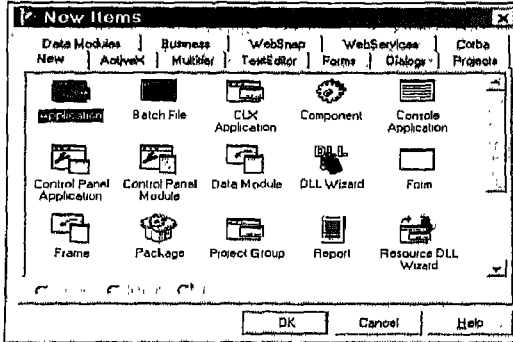 New Items
Data Modules Business WebSnap WebServices Corba
New ActiveX Multitier TestEditor Forms Dialogs Projects
Application Batch File CLX Application Component Console Application
Control Panel Application Control Panel Module Data Module DLL Wizard Form
Frame Package Project Group Report Resource DLL Wizard
OK Cancel Help